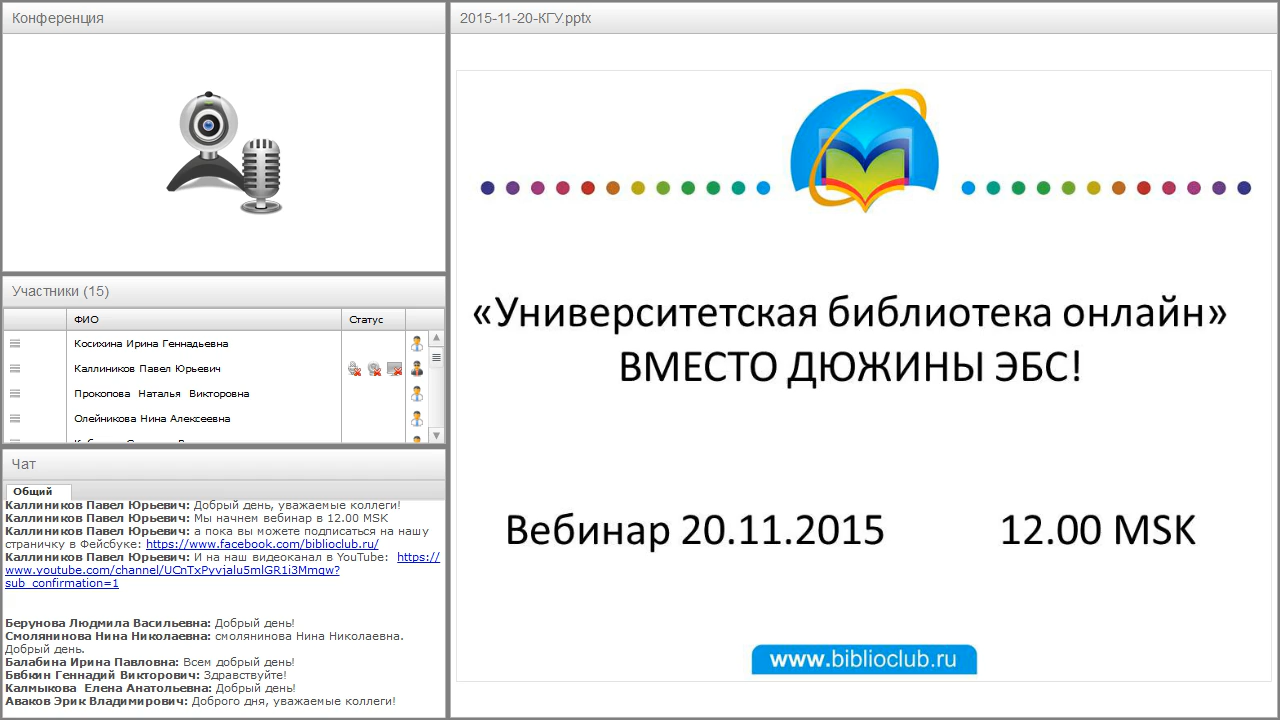 Конференция
Участники (15)
ФИО Статус
Косихина Ирина Геннадьевна
Каллиников Павел Юрьевич
Прокопова Наталья Викторовна
Олейникова Нина Алексеевна
Чат
Общий
Каллиников Павел Юрьевич: Добрый день, уважаемые коллеги!
Каллиников Павел Юрьевич: Мы начнем вебинар в 12.00 MSK
Каллиников Павел Юрьевич: а пока вы можете подписаться на нашу
страничку в Фейсбуке: https://www.facebook.com/biblioclub.ru/
Каллиников Павел Юрьевич: И на наш видеоканал в YouTube: https://
www.youtube.com/channel/UCnTxPyvjalu5mlGR1i3Mmqw?
sub_confirmation=1
Берунова Людмила Васильевна: Добрый день!
Смолянинова Нина Николаевна: смолянинова Нина Николаевна.
Добрый день.
Балабина Ирина Павловна: Всем добрый день!
Бвбкин Геннадий Викторович: Здравствуйте!
Калмыкова Елена Анатольевна: Добрый день!
Аваков Эрик Владимирович: Доброго дня, уважаемые коллеги!
2015-11-20-КГУ.pptx
«Университетская библиотека онлайн»
ВМЕСТО ДЮЖИНЫ ЭБС!
Вебинар 20.11.2015 12.00 MSK
www.biblioclub.ru